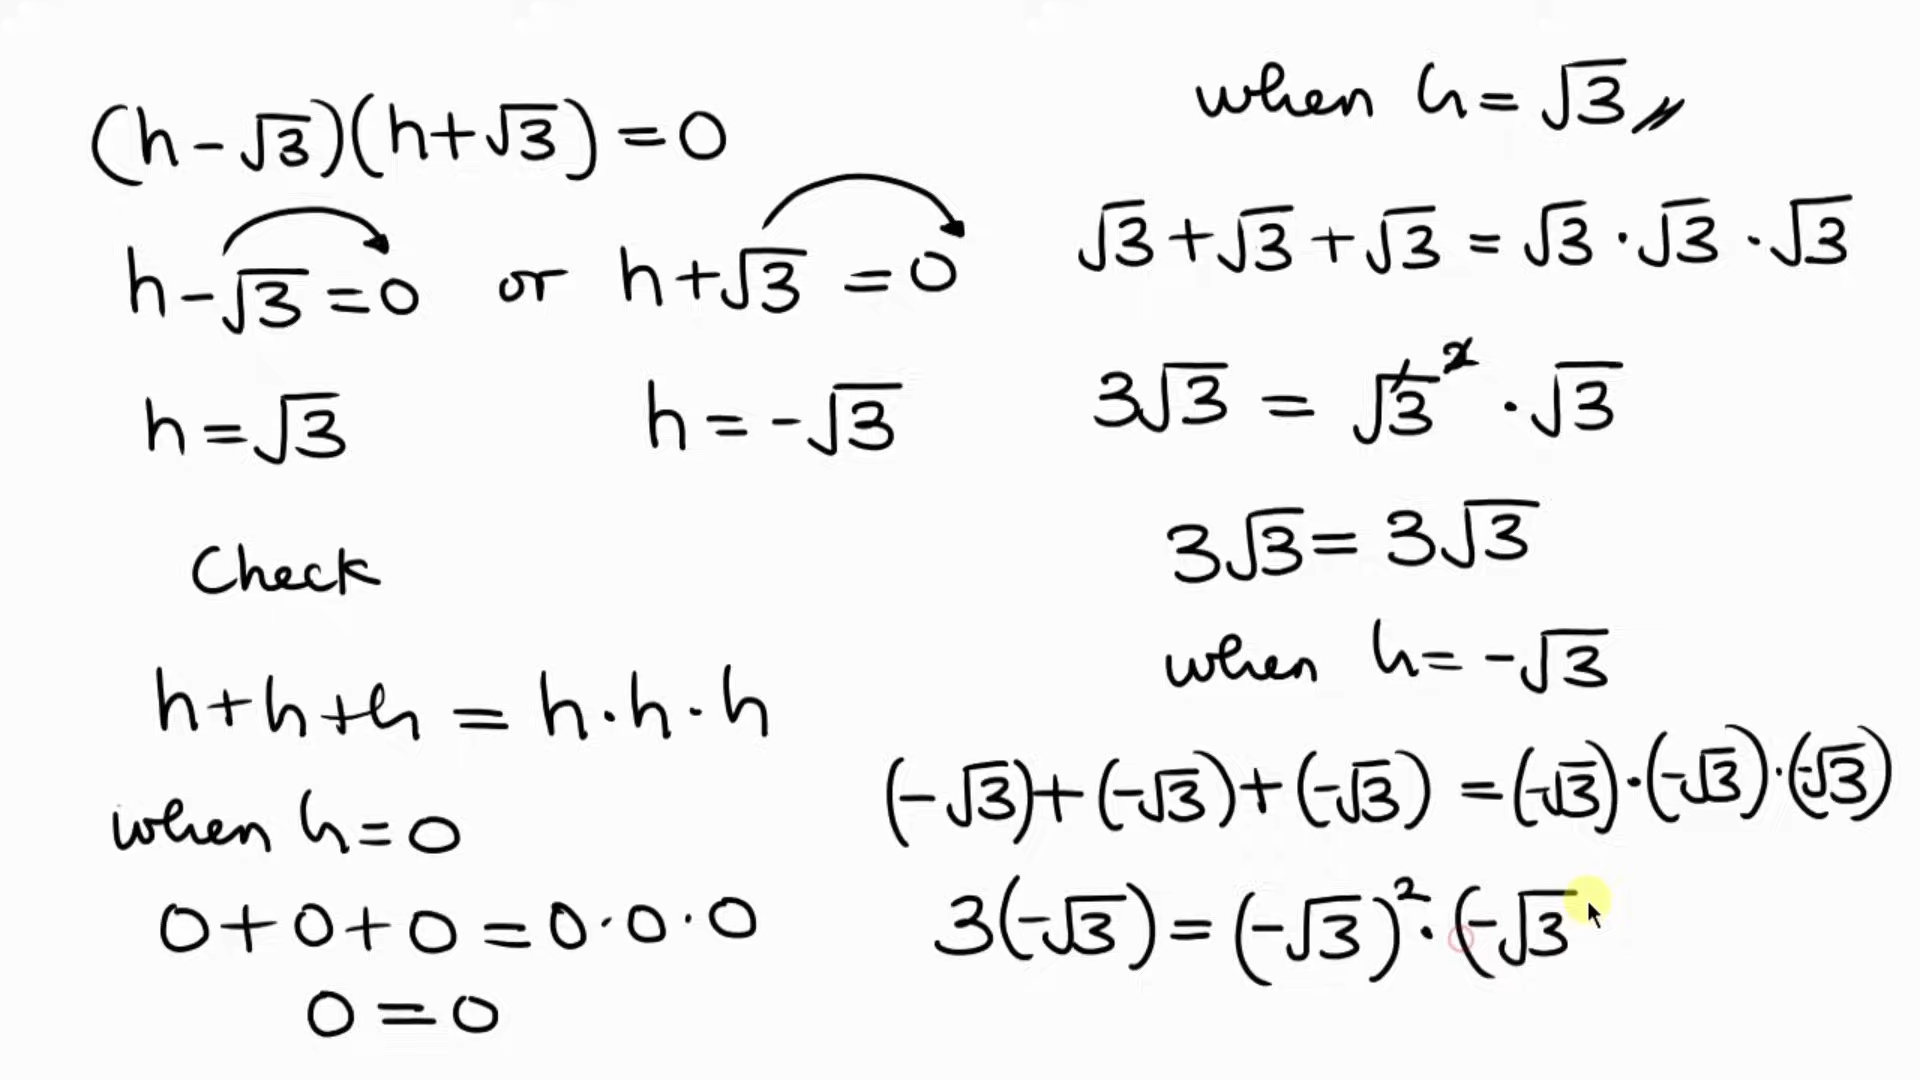 (h-√3)(h+√3)=0
h-√3=0 or h+√3=0
h=√3 h=-√3
Check
h+h+h=h·h·h
when h=0
0+0+0=0·0·0
0=0
when h=√3
√3+√3+√3=√3·√3·√3
3√3=√3²·√3
3√3=3√3
when h=-√3
(-√3)+(-√3)+(-√3)=(-√3)·(-√3)·(-√3)
3(-√3)=(-√3)²·(-√3